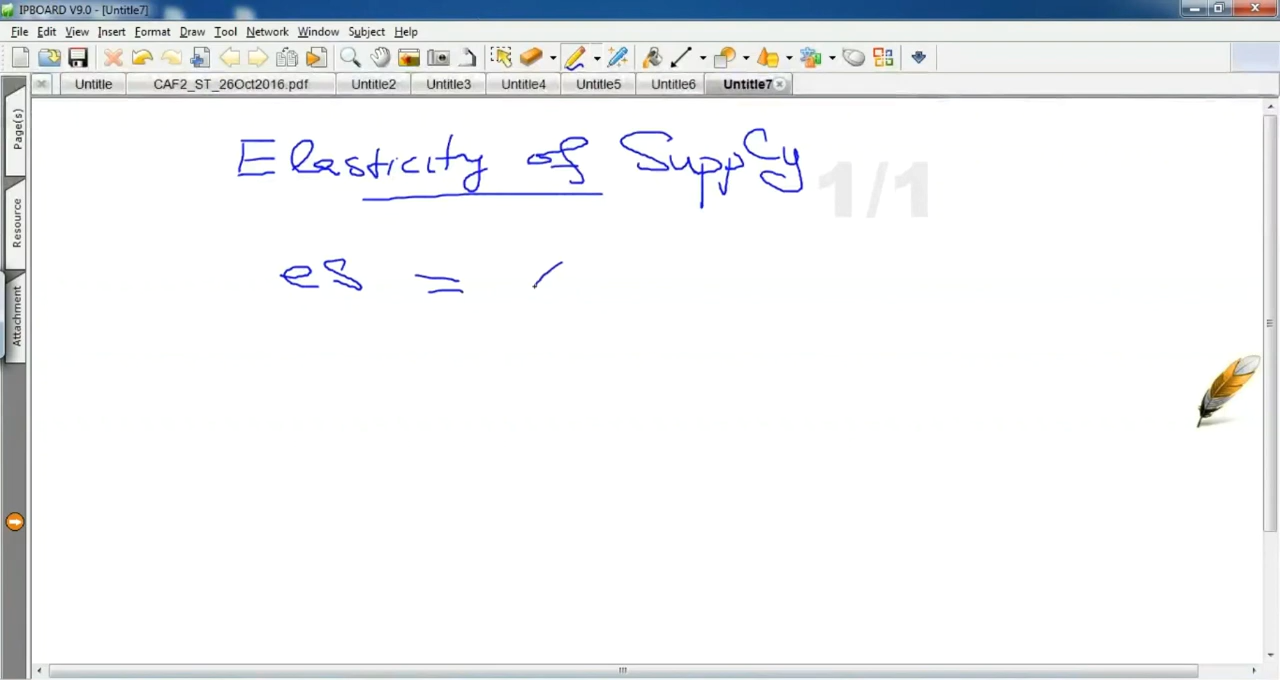 IPBOARD V9.0 - [Untitle7]
File Edit View Insert Format Draw Tool Network Window Subject Help
Untitle CAF2_ST_26Oct2016.pdf Untitle2 Untitle3 Untitle4 Untitle5 Untitle6 Untitle7
Page(s)
Resource
Attachment
Elasticity of Supply
1/1
es =